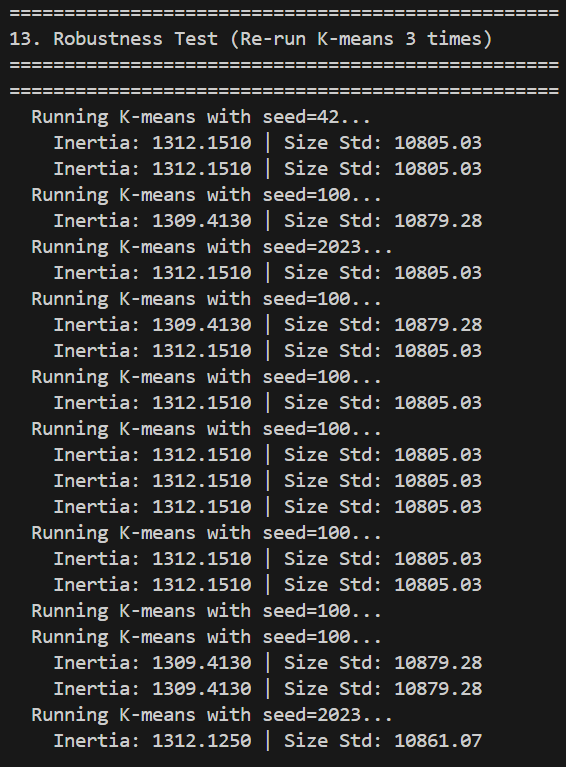 ==================================================
13. Robustness Test (Re-run K-means 3 times)
==================================================
==================================================
  Running K-means with seed=42...
    Inertia: 1312.1510 | Size Std: 10805.03
    Inertia: 1312.1510 | Size Std: 10805.03
  Running K-means with seed=100...
    Inertia: 1309.4130 | Size Std: 10879.28
  Running K-means with seed=2023...
    Inertia: 1312.1510 | Size Std: 10805.03
  Running K-means with seed=100...
    Inertia: 1309.4130 | Size Std: 10879.28
    Inertia: 1312.1510 | Size Std: 10805.03
  Running K-means with seed=100...
    Inertia: 1312.1510 | Size Std: 10805.03
  Running K-means with seed=100...
    Inertia: 1312.1510 | Size Std: 10805.03
    Inertia: 1312.1510 | Size Std: 10805.03
    Inertia: 1312.1510 | Size Std: 10805.03
  Running K-means with seed=100...
    Inertia: 1312.1510 | Size Std: 10805.03
    Inertia: 1312.1510 | Size Std: 10805.03
  Running K-means with seed=100...
  Running K-means with seed=100...
    Inertia: 1309.4130 | Size Std: 10879.28
    Inertia: 1309.4130 | Size Std: 10879.28
  Running K-means with seed=2023...
    Inertia: 1312.1250 | Size Std: 10861.07